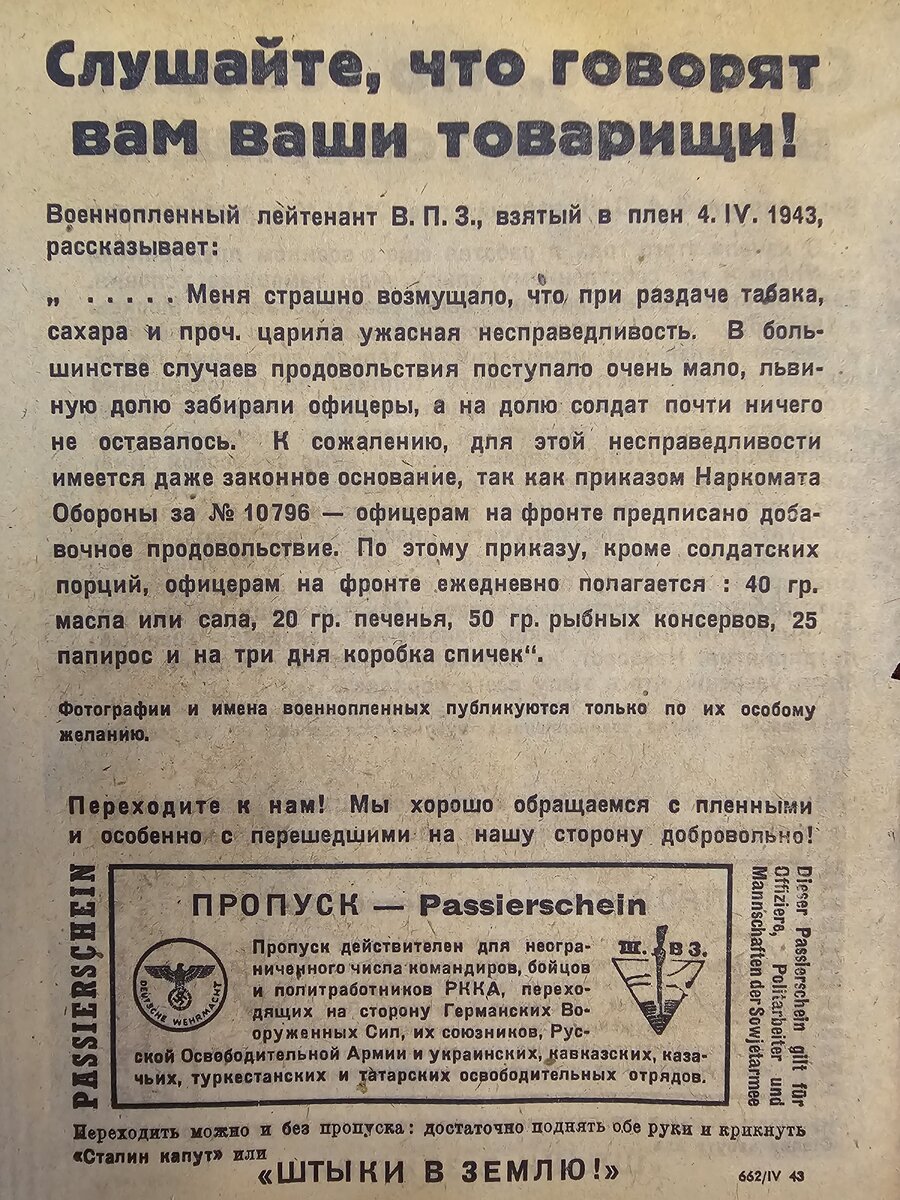 Слушайте, что говорят
вам ваши товарищи!
Военнопленный лейтенант В. П. З., взятый в плен 4. IV. 1943,
рассказывает:
„ . . . . . Меня страшно возмущало, что при раздаче табака,
сахара и проч. царила ужасная несправедливость. В боль-
шинстве случаев продовольствия поступало очень мало, льви-
ную долю забирали офицеры, а на долю солдат почти ничего
не оставалось. К сожалению, для этой несправедливости
имеется даже законное основание, так как приказом Наркомата
Обороны за № 10796 — офицерам на фронте предписано доба-
вочное продовольствие. По этому приказу, кроме солдатских
порций, офицерам на фронте ежедневно полагается : 40 гр.
масла или сала, 20 гр. печенья, 50 гр. рыбных консервов, 25
папирос и на три дня коробка спичек“.
Фотографии и имена военнопленных публикуются только по их особому
желанию.
Переходите к нам! Мы хорошо обращаемся с пленными
и особенно с перешедшими на нашу сторону добровольно!
PASSIERSCHEIN
ПРОПУСК — Passierschein
DEUTSCHE WEHRMACHT
Пропуск действителен для неогра-
ниченного числа командиров, бойцов
и политработников РККА, перехо-
дящих на сторону Германских Во-
оруженных Сил, их союзников, Рус-
ской Освободительной Армии и украинских, кавказских, каза-
чьих, туркестанских и татарских освободительных отрядов.
Ш. В З.
Dieser Passierschein gilt für
Offiziere, Politarbeiter und
Mannschaften der Sowjetarmee
Переходить можно и без пропуска: достаточно поднять обе руки и крикнуть
«Сталин капут» или
«ШТЫКИ В ЗЕМЛЮ!»
662/IV 43